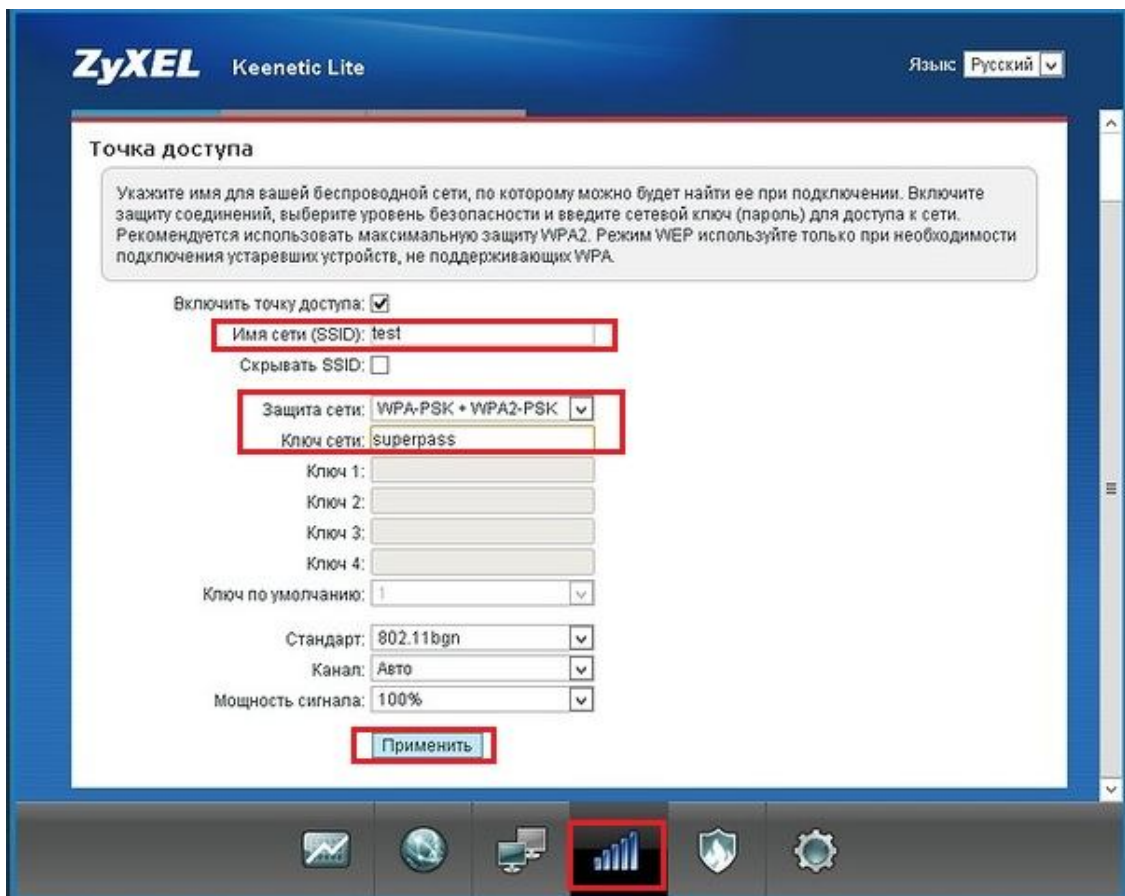 ZyXEL Keenetic Lite
Язык: Русский
Точка доступа
Укажите имя для вашей беспроводной сети, по которому можно будет найти ее при подключении. Включите
защиту соединений, выберите уровень безопасности и введите сетевой ключ (пароль) для доступа к сети.
Рекомендуется использовать максимальную защиту WPA2. Режим WEP используйте только при необходимости
подключения устаревших устройств, не поддерживающих WPA.
Включить точку доступа:
Имя сети (SSID): test
Скрывать SSID:
Защита сети: WPA-PSK + WPA2-PSK
Ключ сети: superpass
Ключ 1:
Ключ 2:
Ключ 3:
Ключ 4:
Ключ по умолчанию: 1
Стандарт: 802.11bgn
Канал: Авто
Мощность сигнала: 100%
Применить